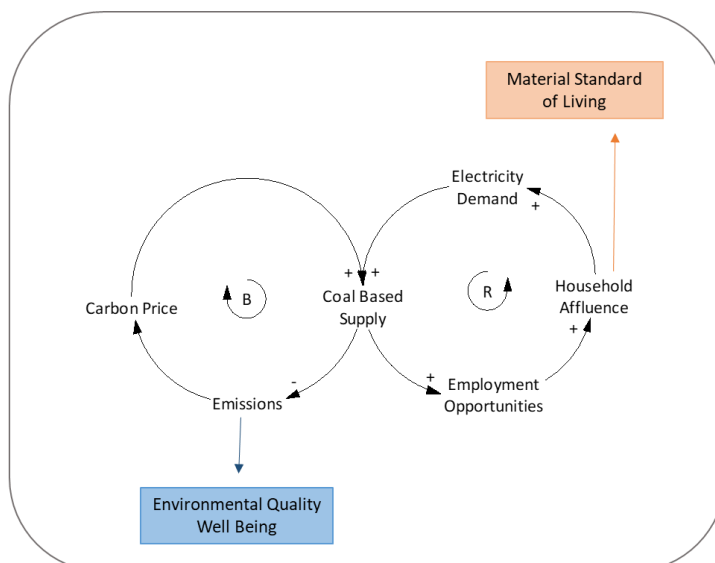 Material Standard
of Living
Electricity
Demand
+
+ +
B
R
Carbon Price
Coal Based
Supply
Household
Affluence
+
-
+
Emissions
Employment
Opportunities
Environmental Quality
Well Being